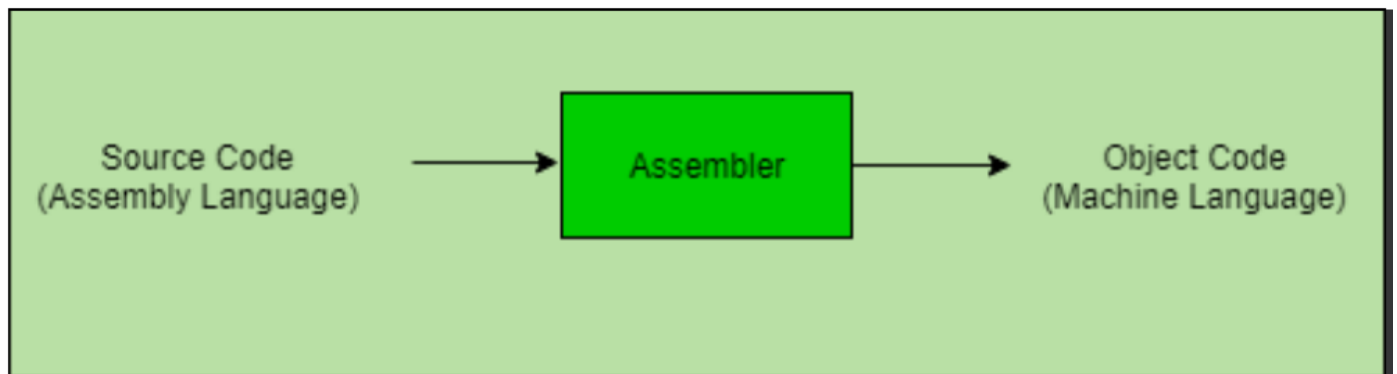 Source Code
(Assembly Language)
Assembler
Object Code
(Machine Language)